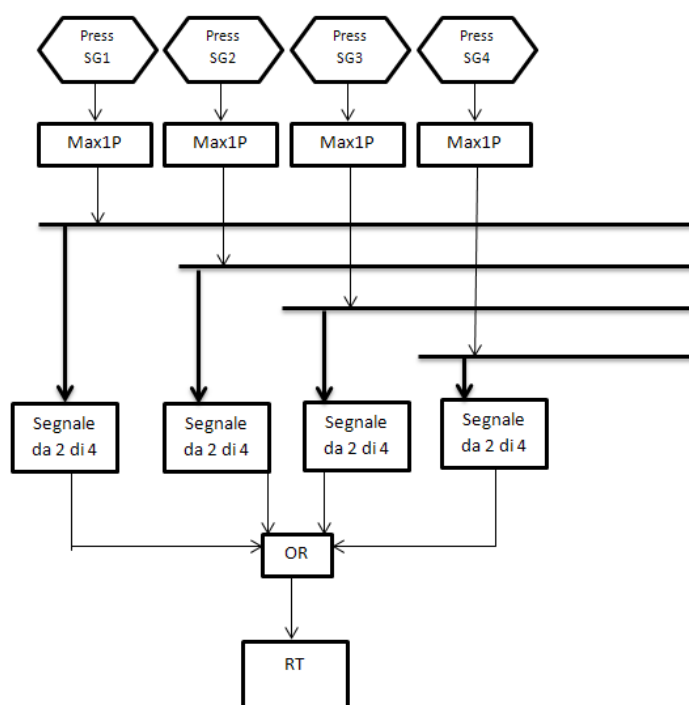 Press
SG1
Press
SG2
Press
SG3
Press
SG4
Max1P
Max1P
Max1P
Max1P
Segnale
da 2 di 4
Segnale
da 2 di 4
Segnale
da 2 di 4
Segnale
da 2 di 4
OR
RT